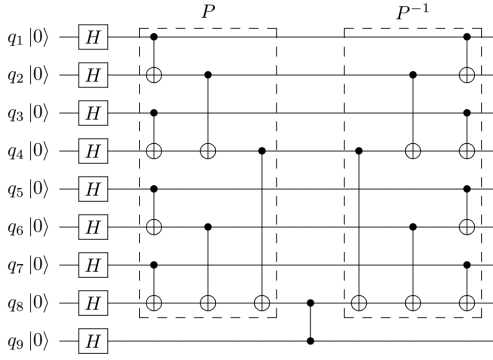 P P⁻¹
q₁ |0⟩ H
q₂ |0⟩ H
q₃ |0⟩ H
q₄ |0⟩ H
q₅ |0⟩ H
q₆ |0⟩ H
q₇ |0⟩ H
q₈ |0⟩ H
q₉ |0⟩ H